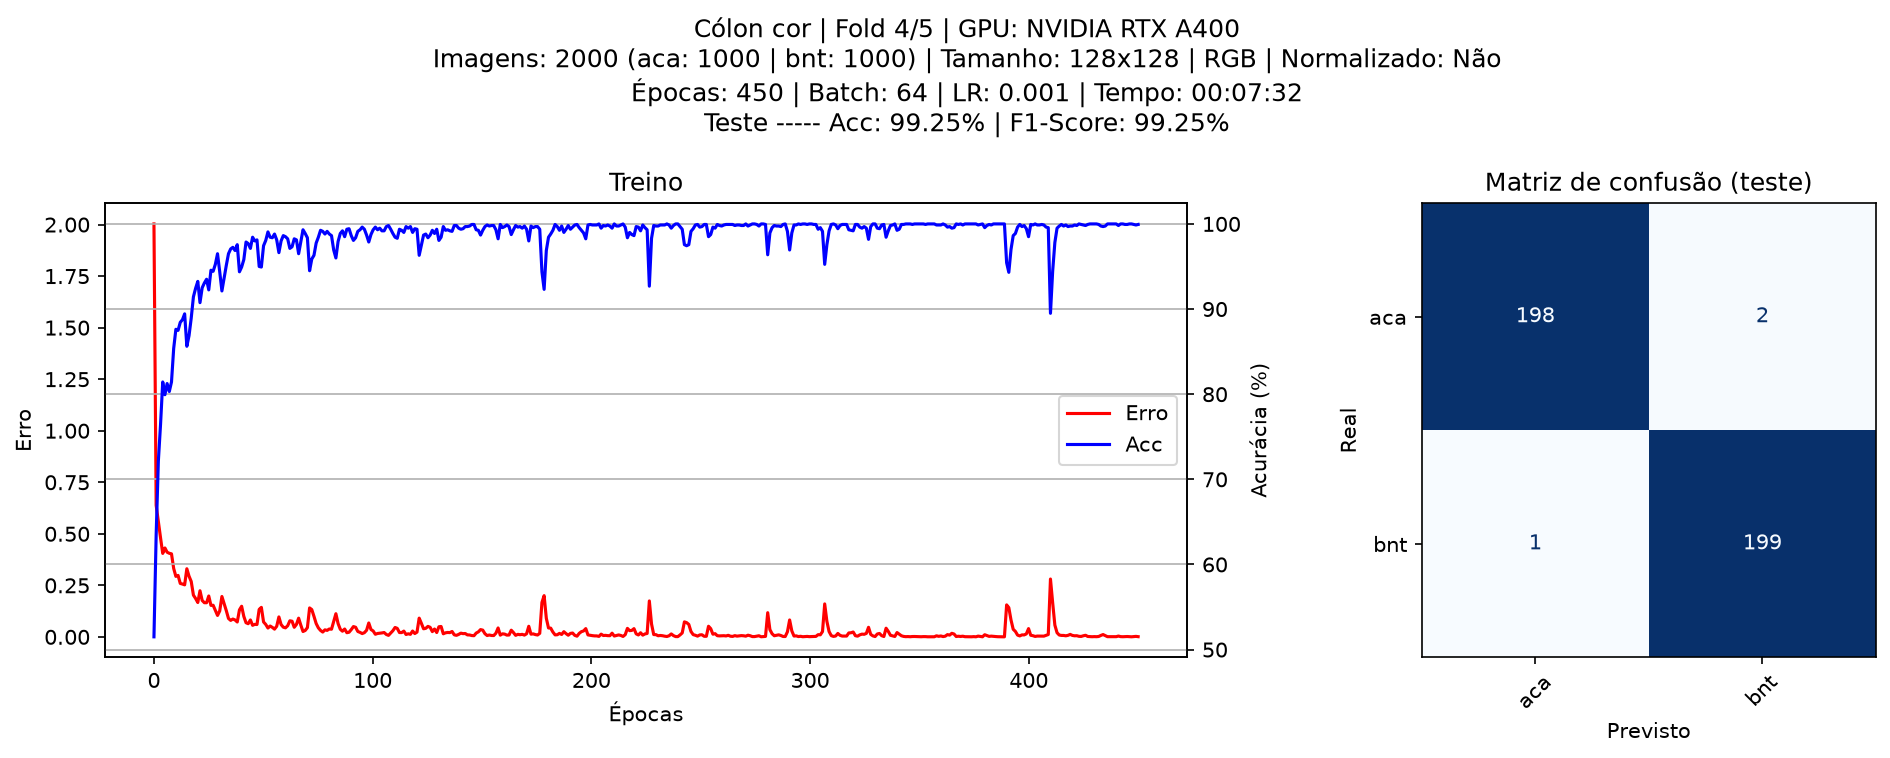 Cólon cor | Fold 4/5 | GPU: NVIDIA RTX A400
Imagens: 2000 (aca: 1000 | bnt: 1000) | Tamanho: 128x128 | RGB | Normalizado: Não
Épocas: 450 | Batch: 64 | LR: 0.001 | Tempo: 00:07:32
Teste ----- Acc: 99.25% | F1-Score: 99.25%
Treino
Erro
2.00
1.75
1.50
1.25
1.00
0.75
0.50
0.25
0.00
0
100
200
300
400
Épocas
100
90
80
70
60
50
Acurácia (%)
Erro
Acc
Matriz de confusão (teste)
Real
aca
198
2
bnt
1
199
aca
bnt
Previsto